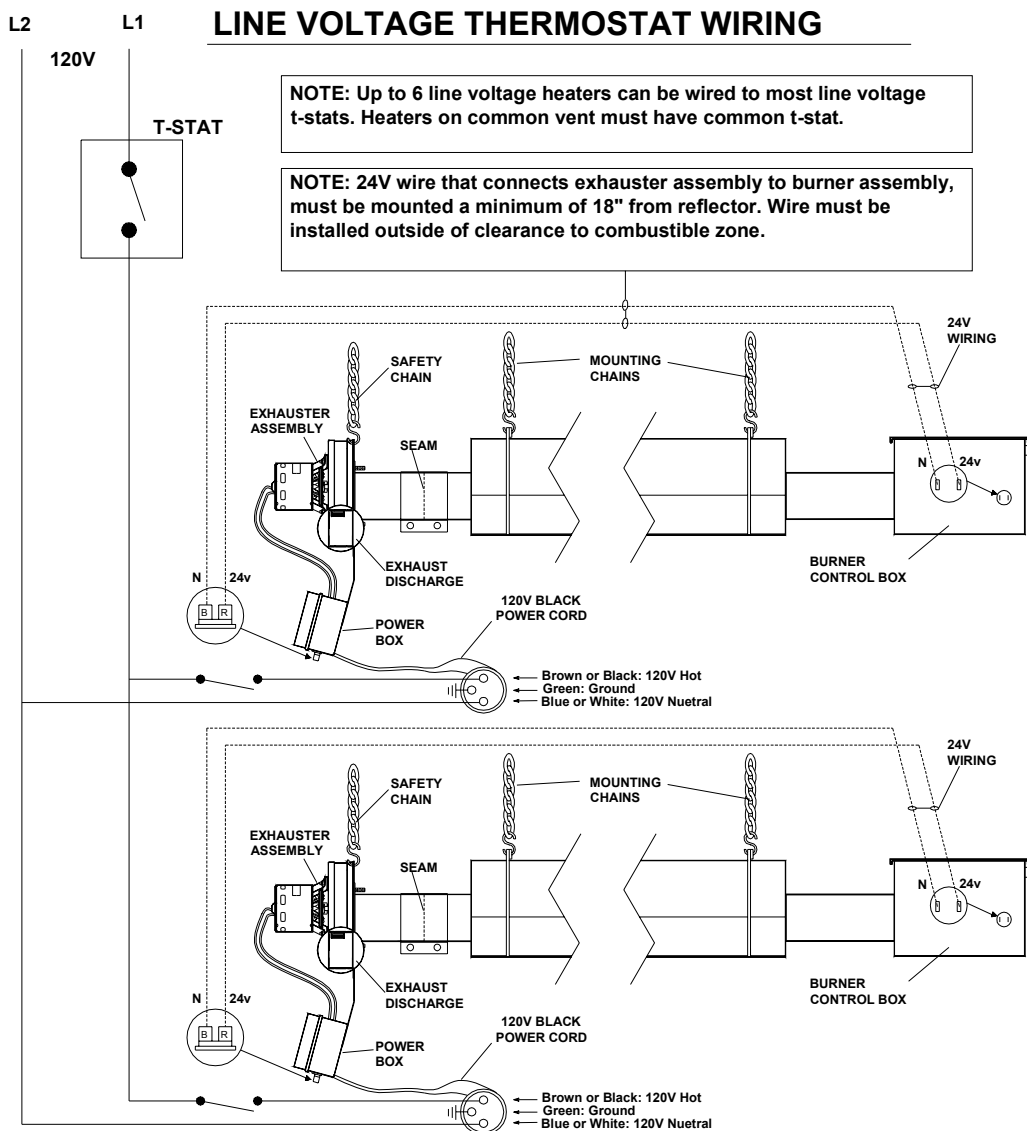 L2
L1
LINE VOLTAGE THERMOSTAT WIRING
120V
T-STAT
NOTE: Up to 6 line voltage heaters can be wired to most line voltage
t-stats. Heaters on common vent must have common t-stat.
NOTE: 24V wire that connects exhauster assembly to burner assembly,
must be mounted a minimum of 18" from reflector. Wire must be
installed outside of clearance to combustible zone.
24V
WIRING
SAFETY
CHAIN
MOUNTING
CHAINS
EXHAUSTER
ASSEMBLY
SEAM
N
24v
EXHAUST
DISCHARGE
BURNER
CONTROL BOX
N
24v
B
R
120V BLACK
POWER CORD
POWER
BOX
Brown or Black: 120V Hot
Green: Ground
Blue or White: 120V Nuetral
24V
WIRING
SAFETY
CHAIN
MOUNTING
CHAINS
EXHAUSTER
ASSEMBLY
SEAM
N
24v
EXHAUST
DISCHARGE
BURNER
CONTROL BOX
N
24v
B
R
120V BLACK
POWER CORD
POWER
BOX
Brown or Black: 120V Hot
Green: Ground
Blue or White: 120V Nuetral